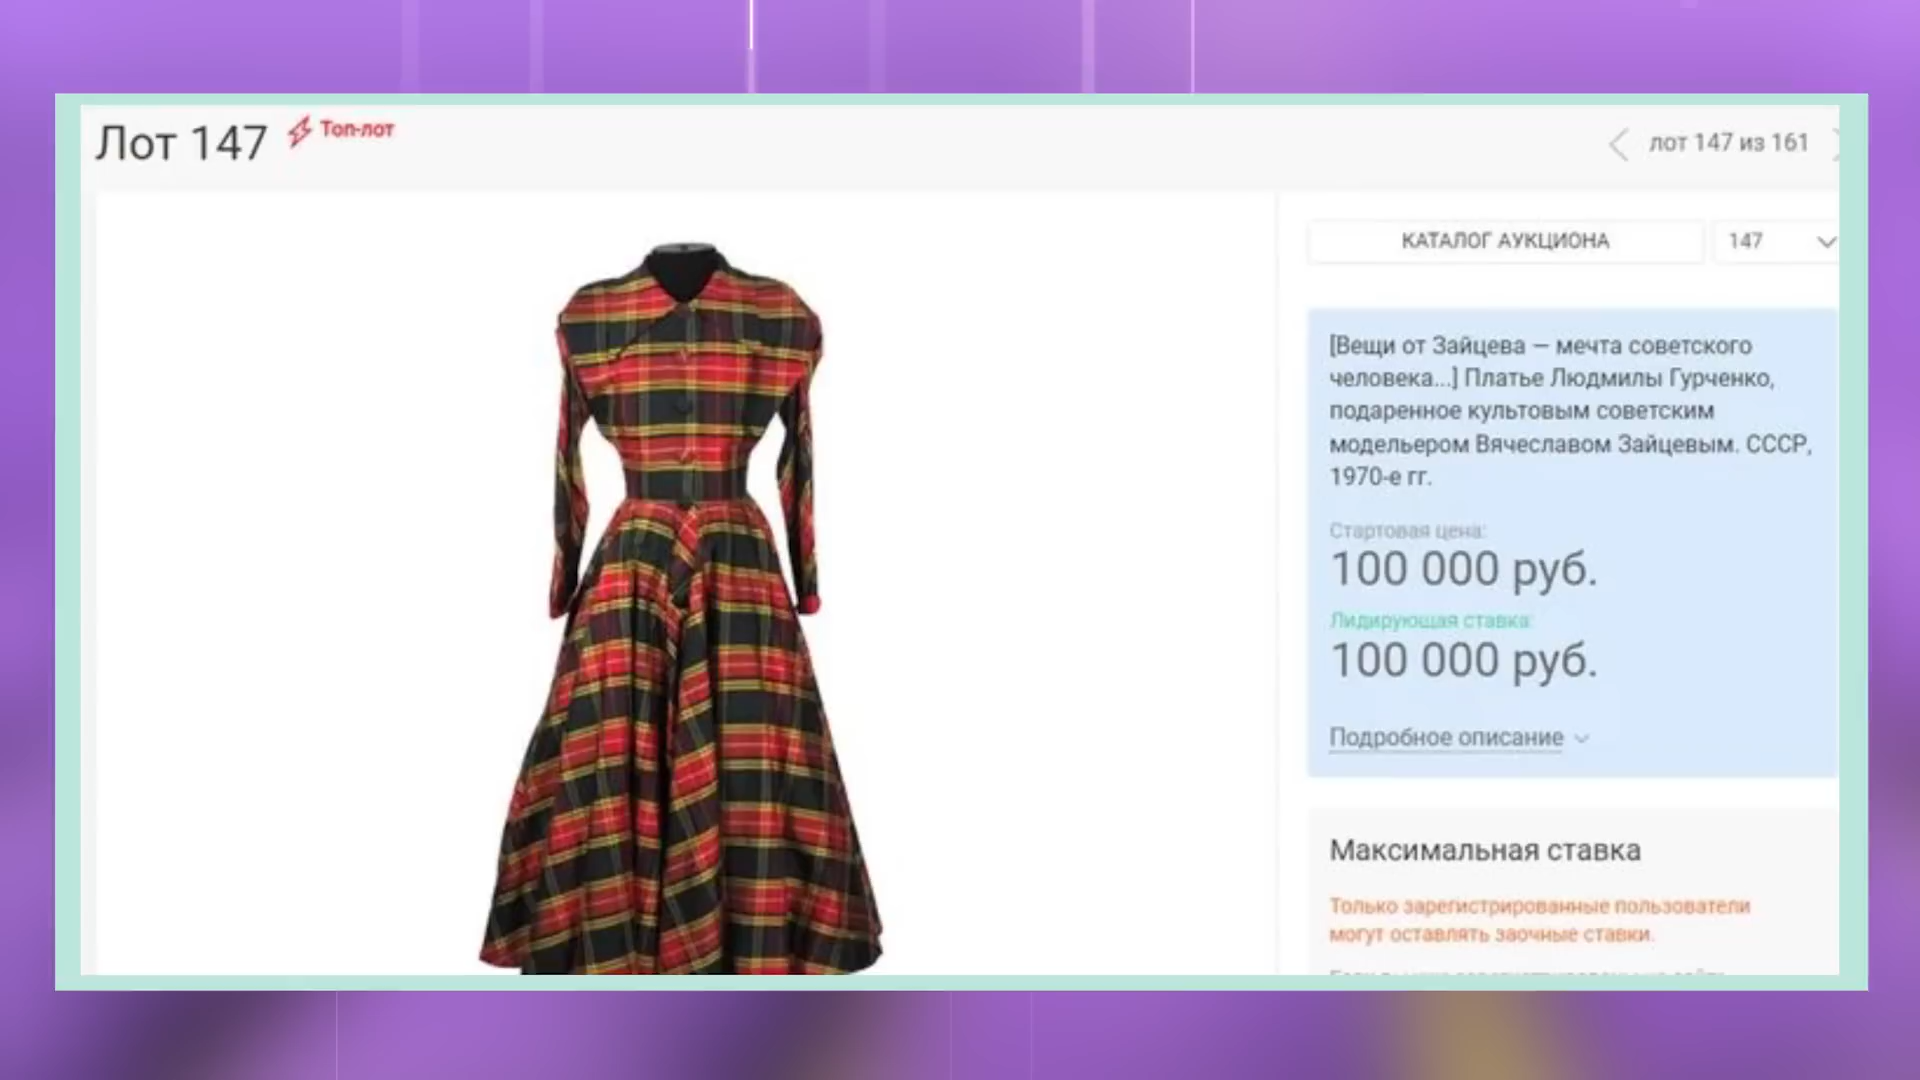 Лот 147
Топ-лот
лот 147 из 161
КАТАЛОГ АУКЦИОНА
147
[Вещи от Зайцева — мечта советского
человека...] Платье Людмилы Гурченко,
подаренное культовым советским
модельером Вячеславом Зайцевым. СССР,
1970-е гг.
Стартовая цена:
100 000 руб.
Лидирующая ставка:
100 000 руб.
Подробное описание
Максимальная ставка
Только зарегистрированные пользователи
могут оставлять заочные ставки.